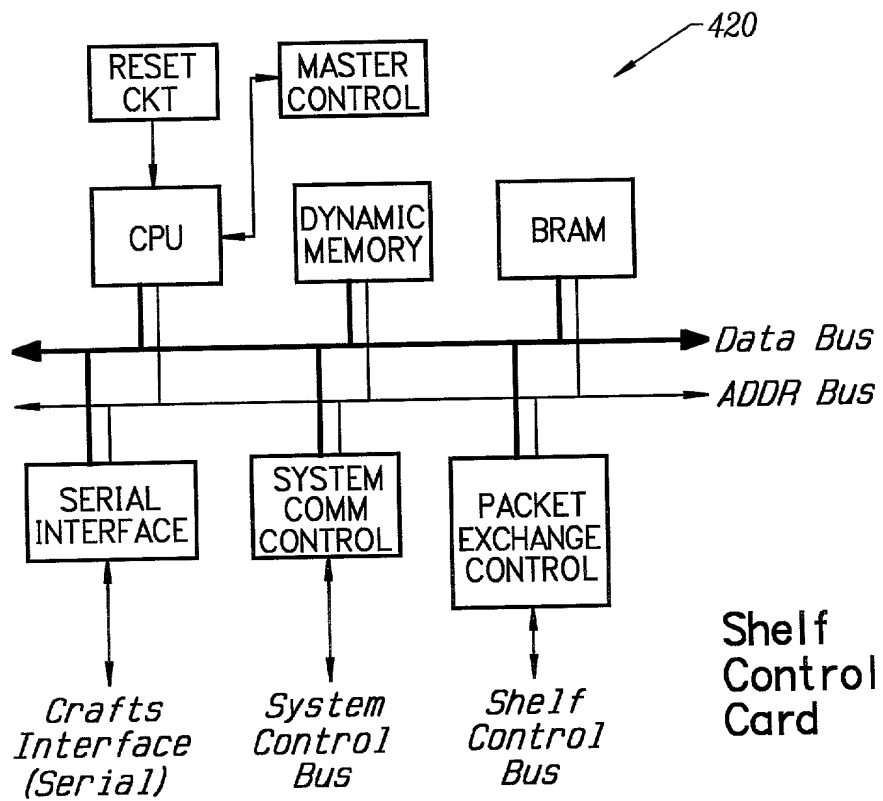 420
RESET
CKT
MASTER
CONTROL
CPU
DYNAMIC
MEMORY
BRAM
Data Bus
ADDR Bus
SERIAL
INTERFACE
SYSTEM
COMM
CONTROL
PACKET
EXCHANGE
CONTROL
Crafts
Interface
(Serial)
System
Control
Bus
Shelf
Control
Bus
Shelf
Control
Card